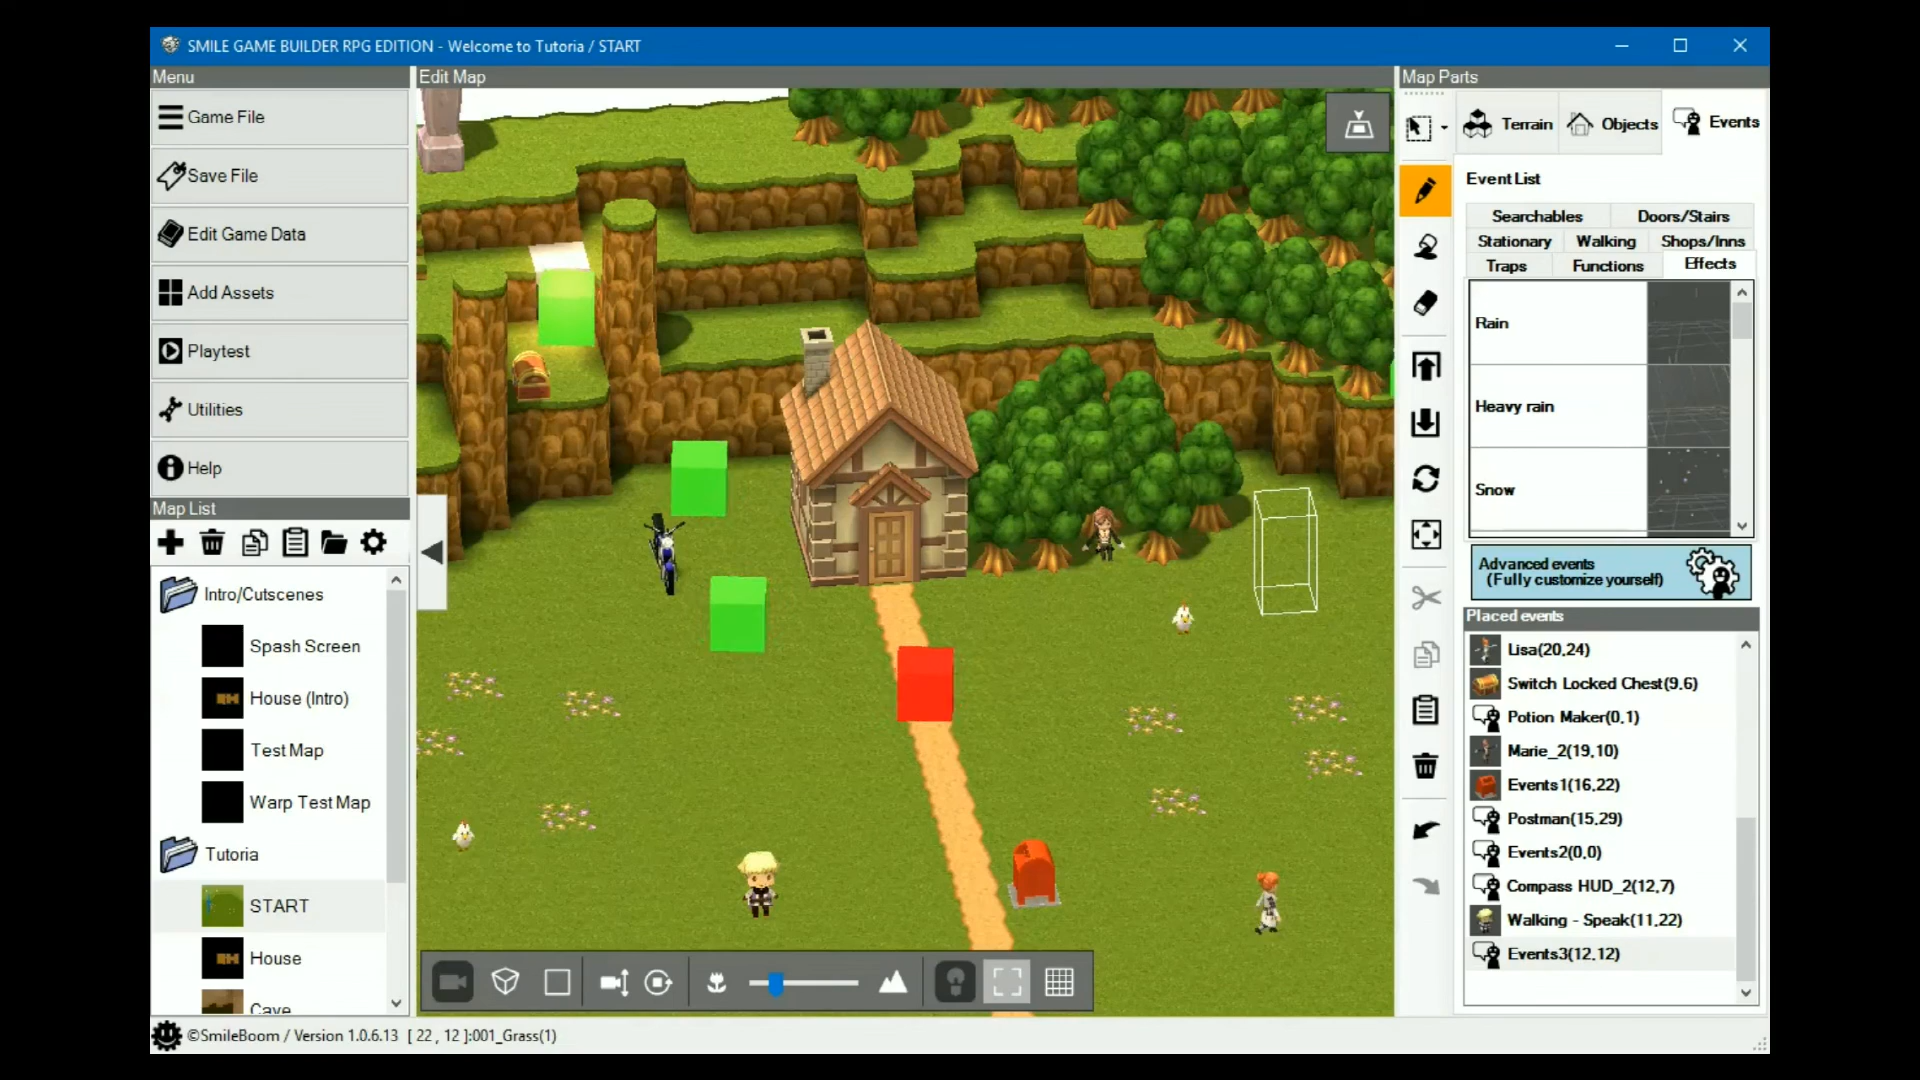 SMILE GAME BUILDER RPG EDITION - Welcome to Tutoria / START
Menu
Game File
Save File
Edit Game Data
Add Assets
Playtest
Utilities
Help
Map List
Intro/Cutscenes
Spash Screen
House (Intro)
Test Map
Warp Test Map
Tutoria
START
House
Cave
Edit Map
Map Parts
Terrain
Objects
Events
Event List
Searchables
Doors/Stairs
Stationary
Walking
Shops/Inns
Traps
Functions
Effects
Rain
Heavy rain
Snow
Advanced events
(Fully customize yourself)
Placed events
Lisa(20,24)
Switch Locked Chest(9,6)
Potion Maker(0,1)
Marie_2(19,10)
Events1(16,22)
Postman(15,29)
Events2(0,0)
Compass HUD_2(12,7)
Walking - Speak(11,22)
Events3(12,12)
©SmileBoom / Version 1.0.6.13 [ 22 , 12 ]:001_Grass(1)